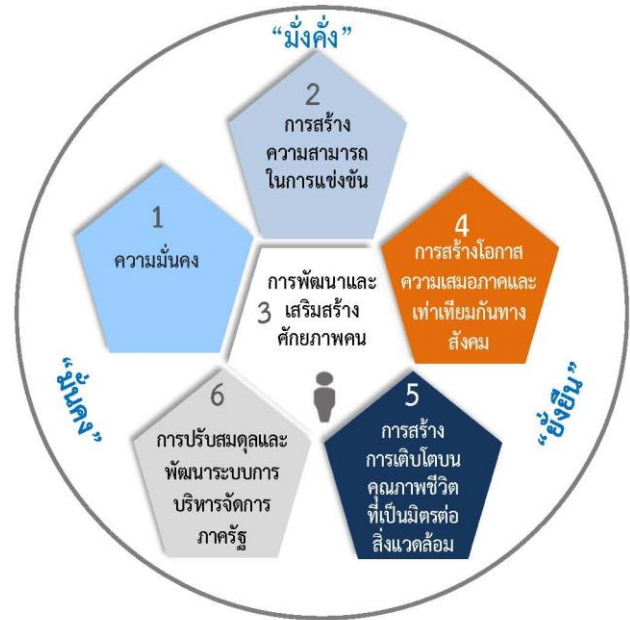 “มั่งคั่ง”
2
การสร้าง
ความสามารถ
ในการแข่งขัน
1
ความมั่นคง
4
การสร้างโอกาส
ความเสมอภาคและ
เท่าเทียมกันทาง
สังคม
การพัฒนาและ
3 เสริมสร้าง
ศักยภาพคน
“มั่นคง”
“ยั่งยืน”
6
การปรับสมดุลและ
พัฒนาระบบการ
บริหารจัดการ
ภาครัฐ
5
การสร้าง
การเติบโตบน
คุณภาพชีวิต
ที่เป็นมิตรต่อ
สิ่งแวดล้อม